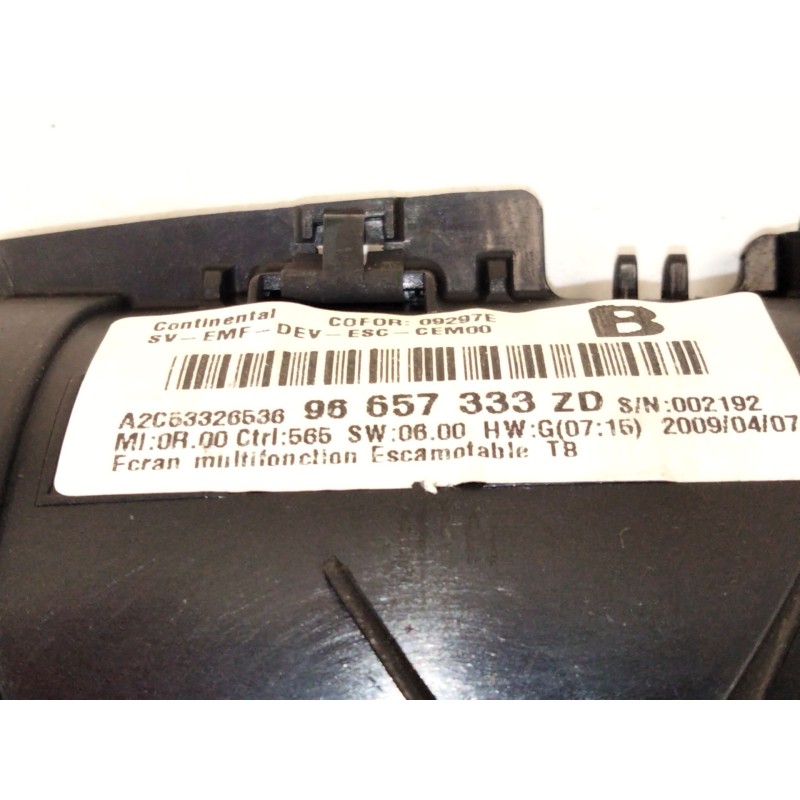 Continental COFOR: 09297E B
SV-EMF-DEV-ESC-CEM00
A2C53326536 96 657 333 ZD S/N:002192
MI:0R.00 Ctrl:565 SW:06.00 HW:G(07:15) 2009/04/07
Ecran multifonction Escamotable T8